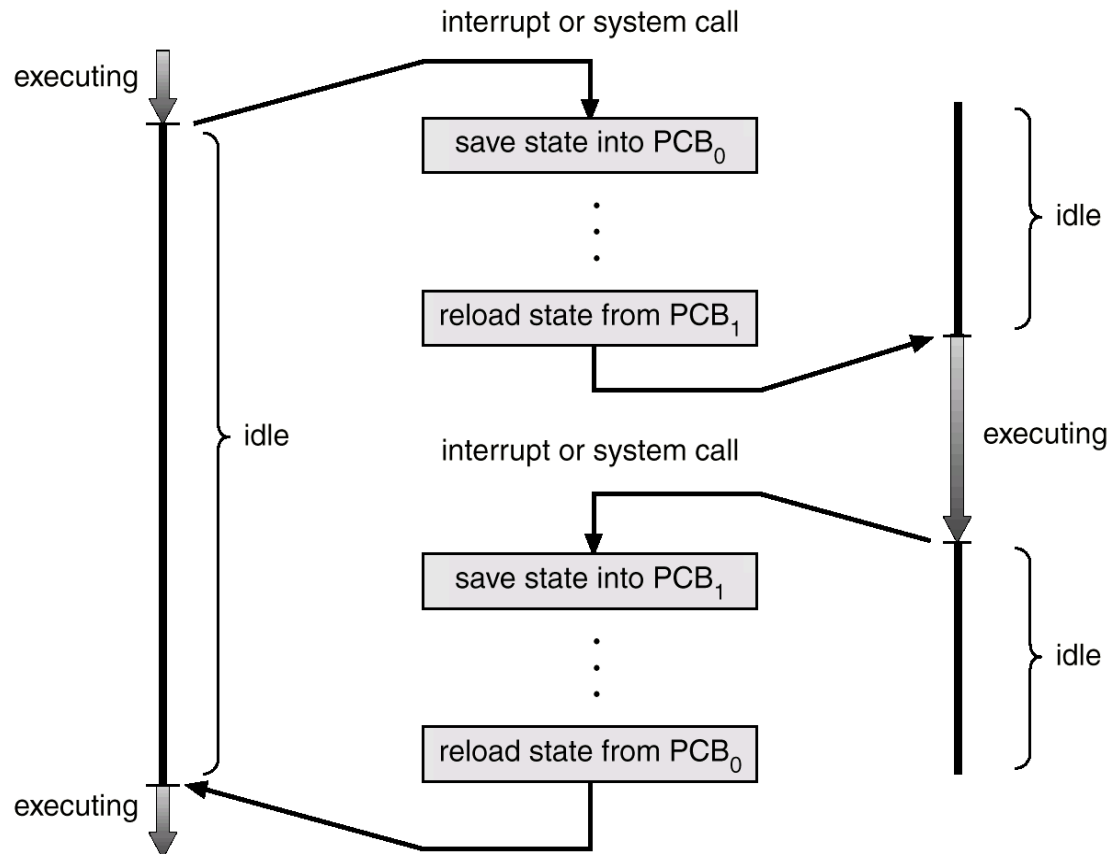 interrupt or system call
executing
save state into PCB₀
idle
reload state from PCB₁
idle
executing
interrupt or system call
save state into PCB₁
idle
reload state from PCB₀
executing